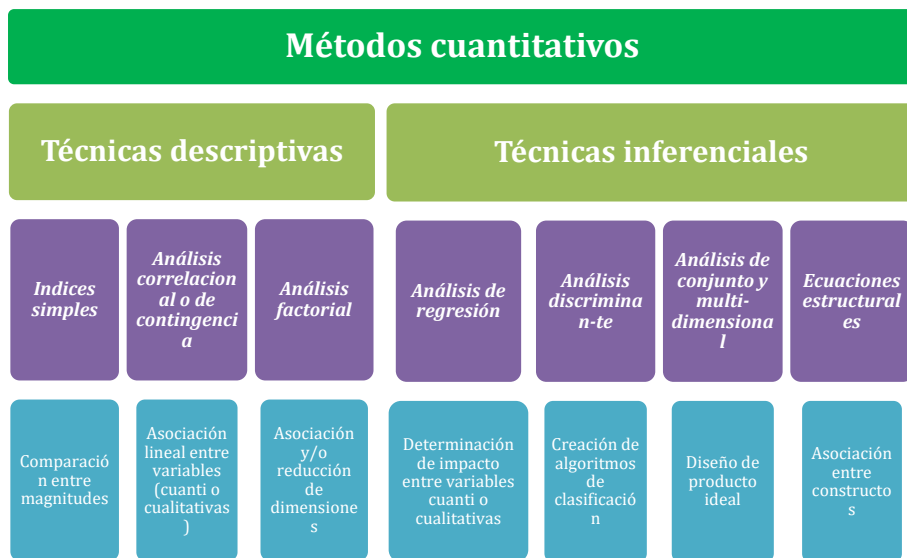 Métodos cuantitativos
Técnicas descriptivas
Técnicas inferenciales
Indices
simples
Análisis
correlacion
al o de
contingenci
a
Análisis
factorial
Análisis de
regresión
Análisis
discrimina
n-te
Análisis de
conjunto y
multi-
dimensiona
l
Ecuaciones
estructural
es
Comparació
n entre
magnitudes
Asociación
lineal entre
variables
(cuanti o
cualitativas
)
Asociación
y/o
reducción
de
dimensione
s
Determinación
de impacto
entre variables
cuanti o
cualitativas
Creación de
algoritmos
de
clasificació
n
Diseño de
producto
ideal
Asociación
entre
constructo
s